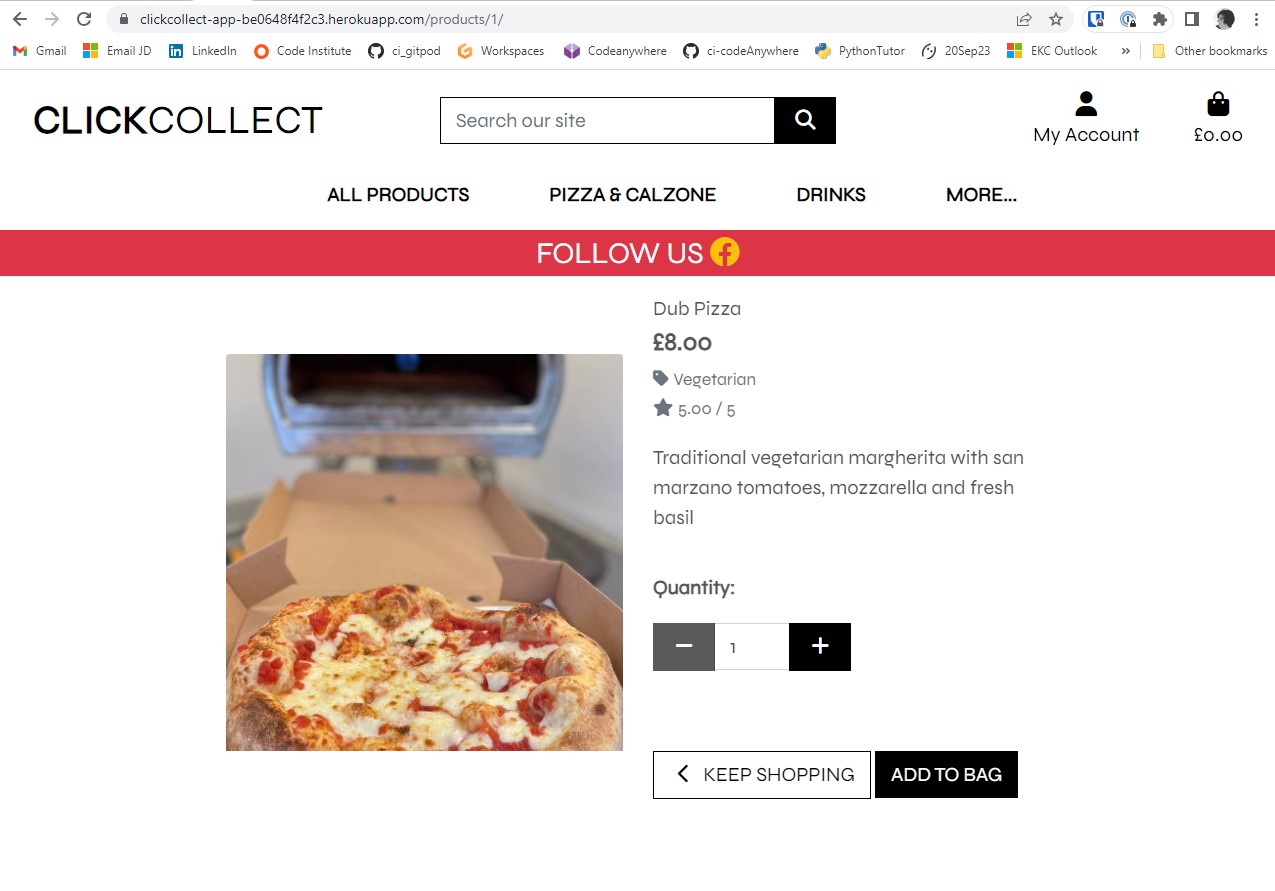 clickcollect-app-be0648f4f2c3.herokuapp.com/products/1/
Gmail Email JD LinkedIn Code Institute ci_gitpod Workspaces Codeanywhere ci-codeAnywhere PythonTutor 20Sep23 EKC Outlook » Other bookmarks
CLICKCOLLECT
Search our site
My Account
£0.00
ALL PRODUCTS PIZZA & CALZONE DRINKS MORE...
FOLLOW US
Dub Pizza
£8.00
Vegetarian
5.00 / 5
Traditional vegetarian margherita with san
marzano tomatoes, mozzarella and fresh
basil
Quantity:
1
KEEP SHOPPING ADD TO BAG